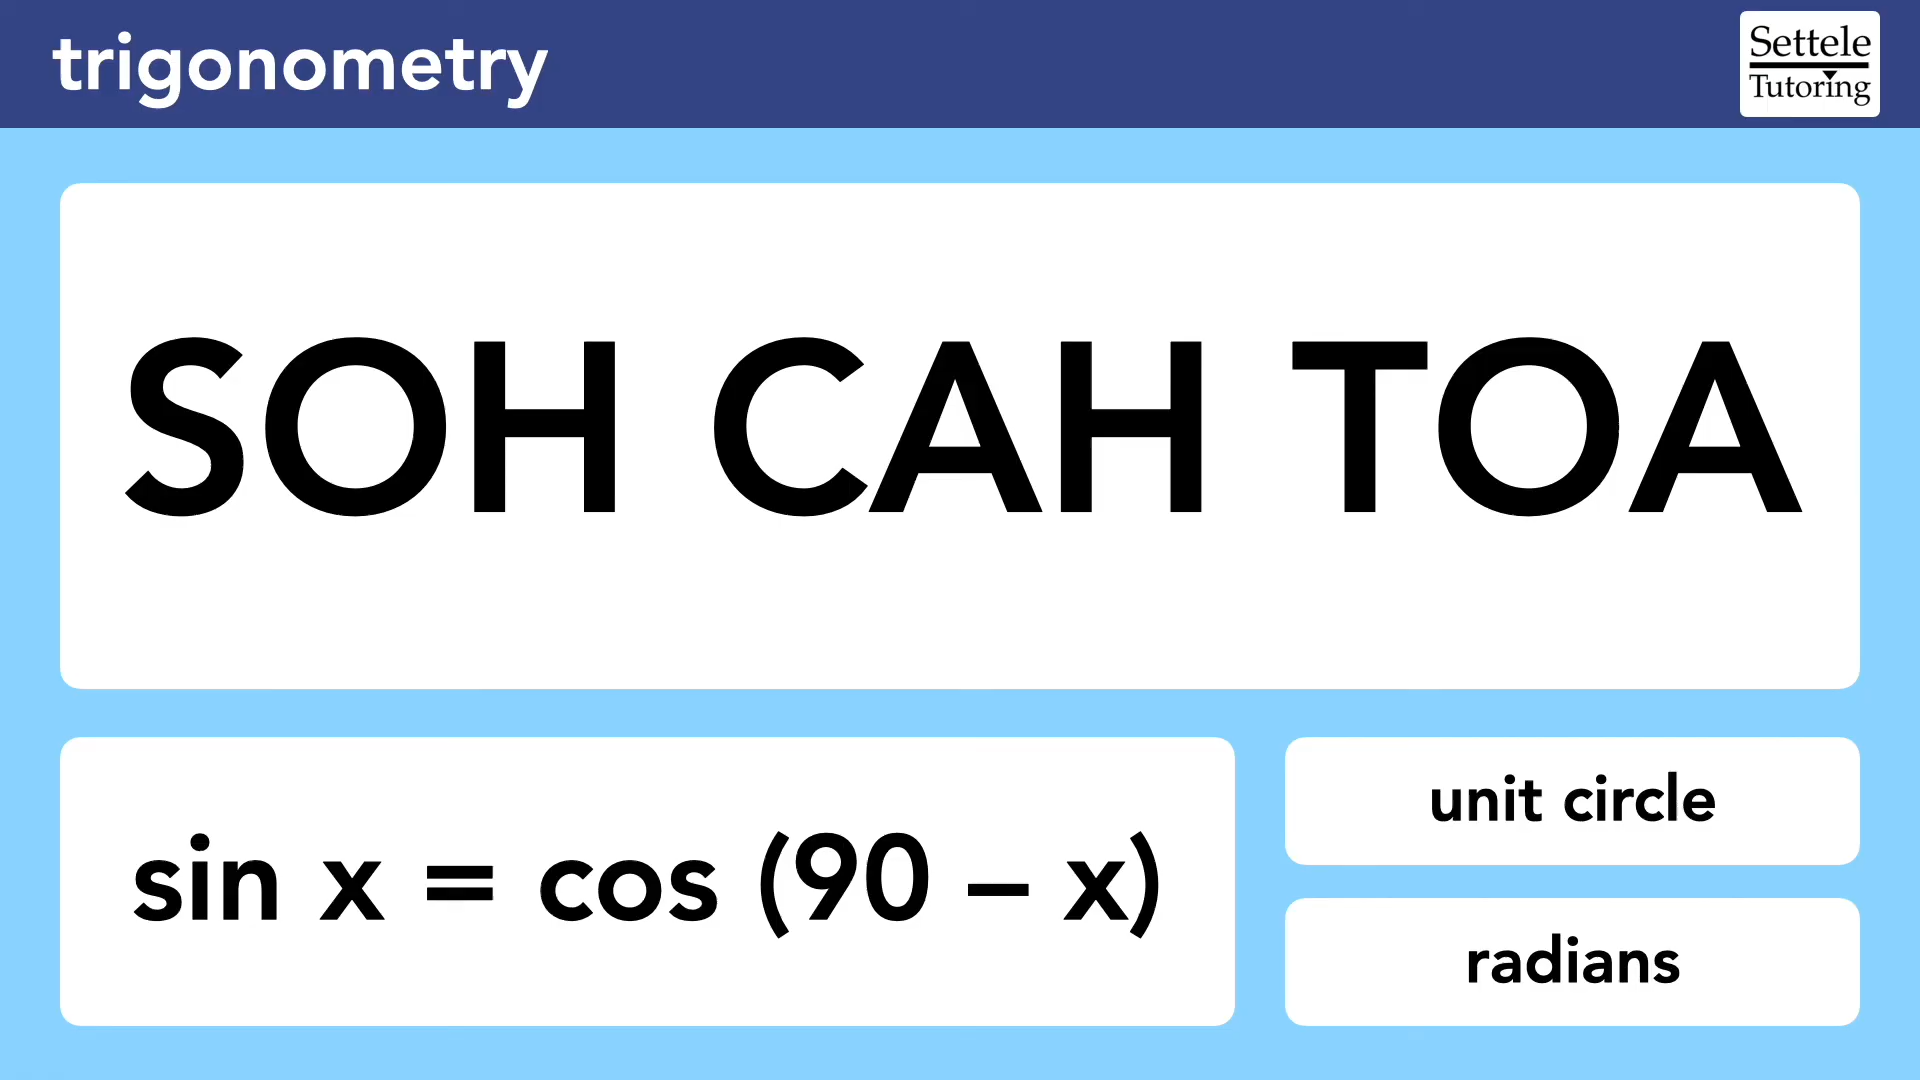 trigonometry
Settele
Tutoring
SOH CAH TOA
sin x = cos (90 – x)
unit circle
radians